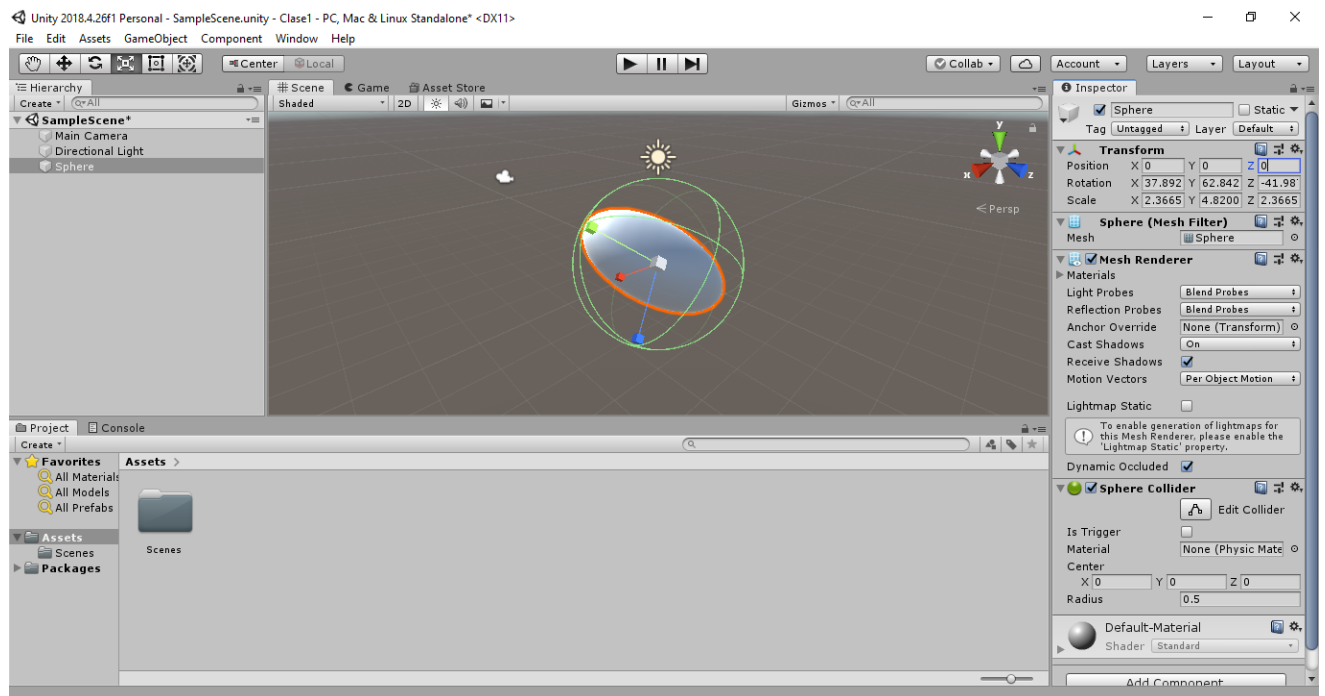 Unity 2018.4.26f1 Personal - SampleScene.unity - Clase1 - PC, Mac & Linux Standalone* <DX11>
File Edit Assets GameObject Component Window Help
Center Local Collab Account Layers Layout
Hierarchy
Create All
SampleScene*
Main Camera
Directional Light
Sphere
Scene Game Asset Store
Shaded 2D Gizmos All
y
x z
Persp
Inspector
Sphere Static
Tag Untagged Layer Default
Transform
Position X 0 Y 0 Z 0
Rotation X 37.892 Y 62.842 Z -41.98
Scale X 2.3665 Y 4.8200 Z 2.3665
Sphere (Mesh Filter)
Mesh Sphere
Mesh Renderer
Materials
Light Probes Blend Probes
Reflection Probes Blend Probes
Anchor Override None (Transform)
Cast Shadows On
Receive Shadows
Motion Vectors Per Object Motion
Lightmap Static
To enable generation of lightmaps for
this Mesh Renderer, please enable the
'Lightmap Static' property.
Dynamic Occluded
Sphere Collider
Edit Collider
Is Trigger
Material None (Physic Mate
Center
X 0 Y 0 Z 0
Radius 0.5
Default-Material
Shader Standard
Add Component
Project Console
Create
Favorites
All Materials
All Models
All Prefabs
Assets
Scenes
Packages
Assets >
Scenes